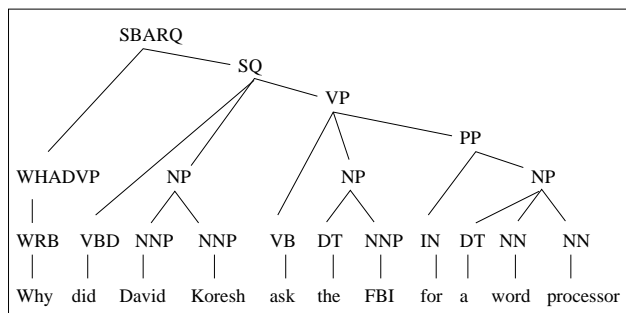 SBARQ
SQ
VP
PP
WHADVP NP NP NP
WRB VBD NNP NNP VB DT NNP IN DT NN NN
Why did David Koresh ask the FBI for a word processor